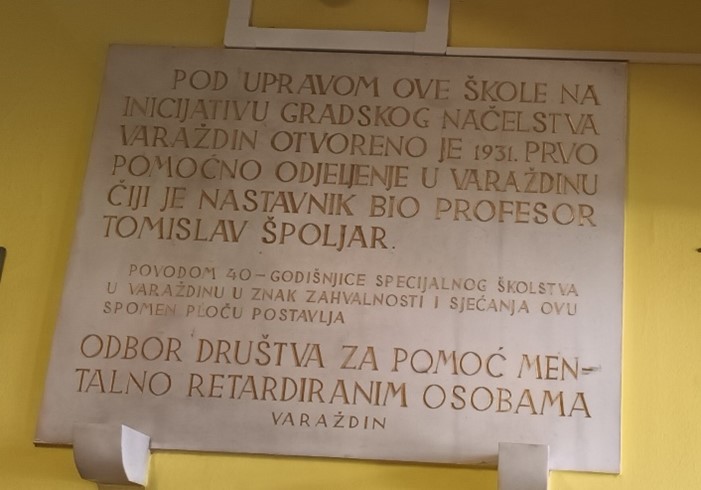 POD UPRAVOM OVE ŠKOLE NA
INICIJATIVU GRADSKOG NAČELSTVA
VARAŽDIN OTVORENO JE 1931. PRVO
POMOĆNO ODJELJENJE U VARAŽDINU
ČIJI JE NASTAVNIK BIO PROFESOR
TOMISLAV ŠPOLJAR.
POVODOM 40-GODIŠNJICE SPECIJALNOG ŠKOLSTVA
U VARAŽDINU U ZNAK ZAHVALNOSTI I SJEĆANJA OVU
SPOMEN PLOČU POSTAVLJA
ODBOR DRUŠTVA ZA POMOĆ MEN-
TALNO RETARDIRANIM OSOBAMA
VARAŽDIN